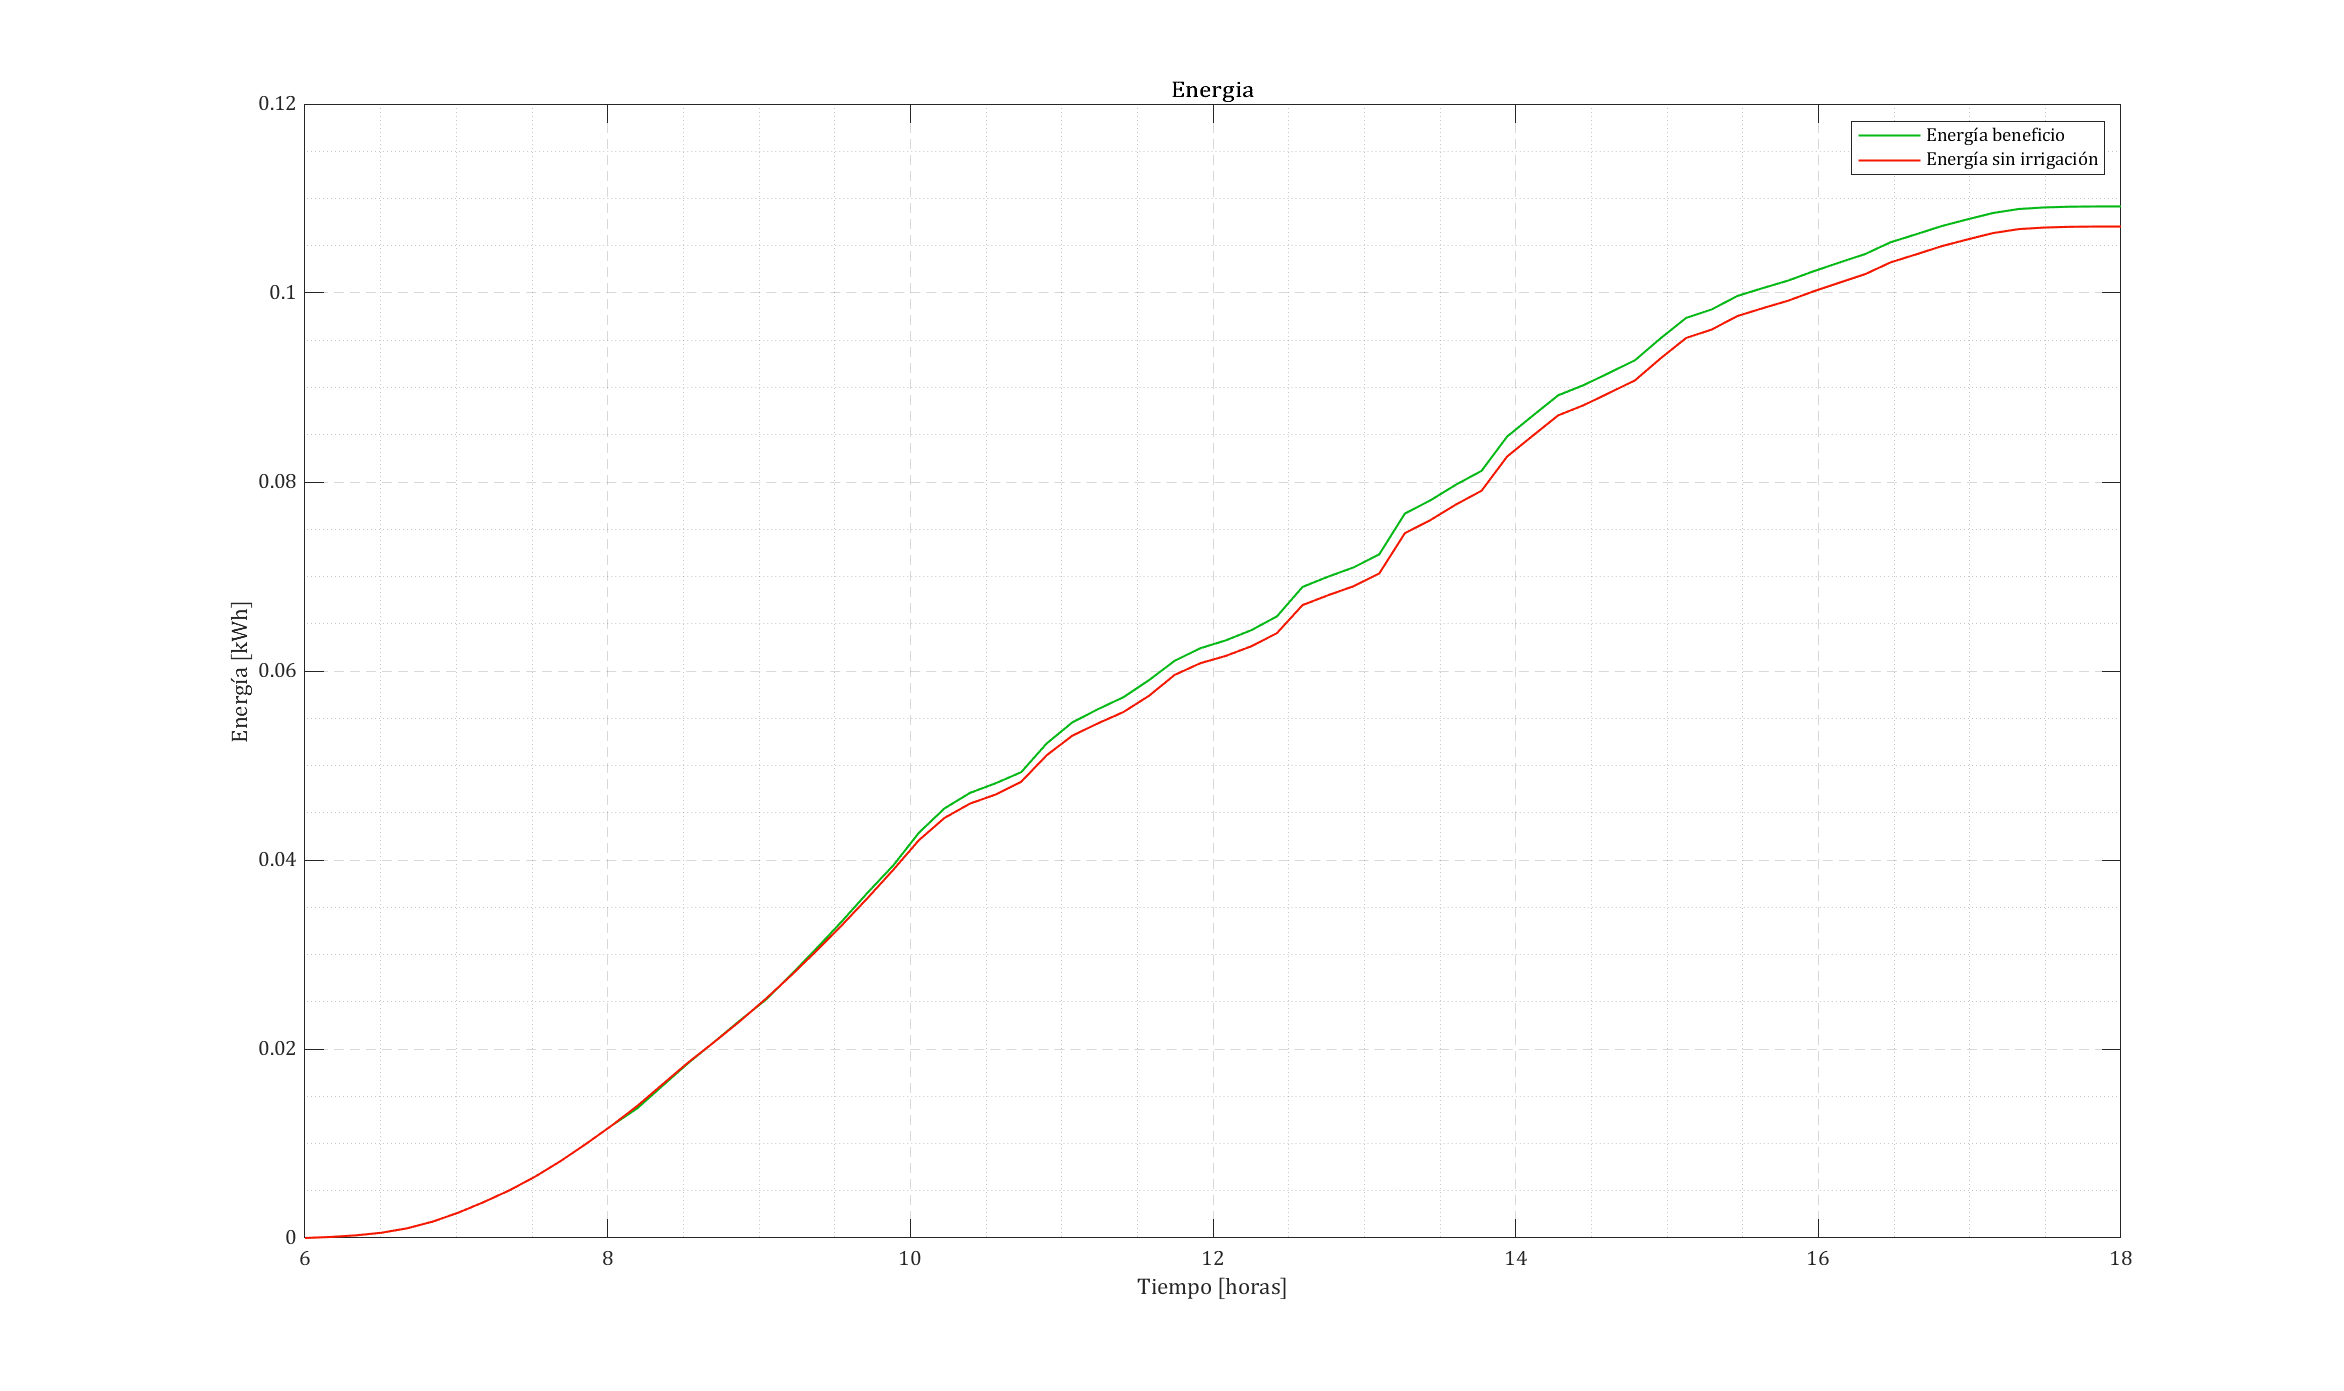 Energia
0.12
0.1
0.08
0.06
0.04
0.02
0
Energía [kWh]
6 8 10 12 14 16 18
Tiempo [horas]
Energía beneficio
Energía sin irrigación